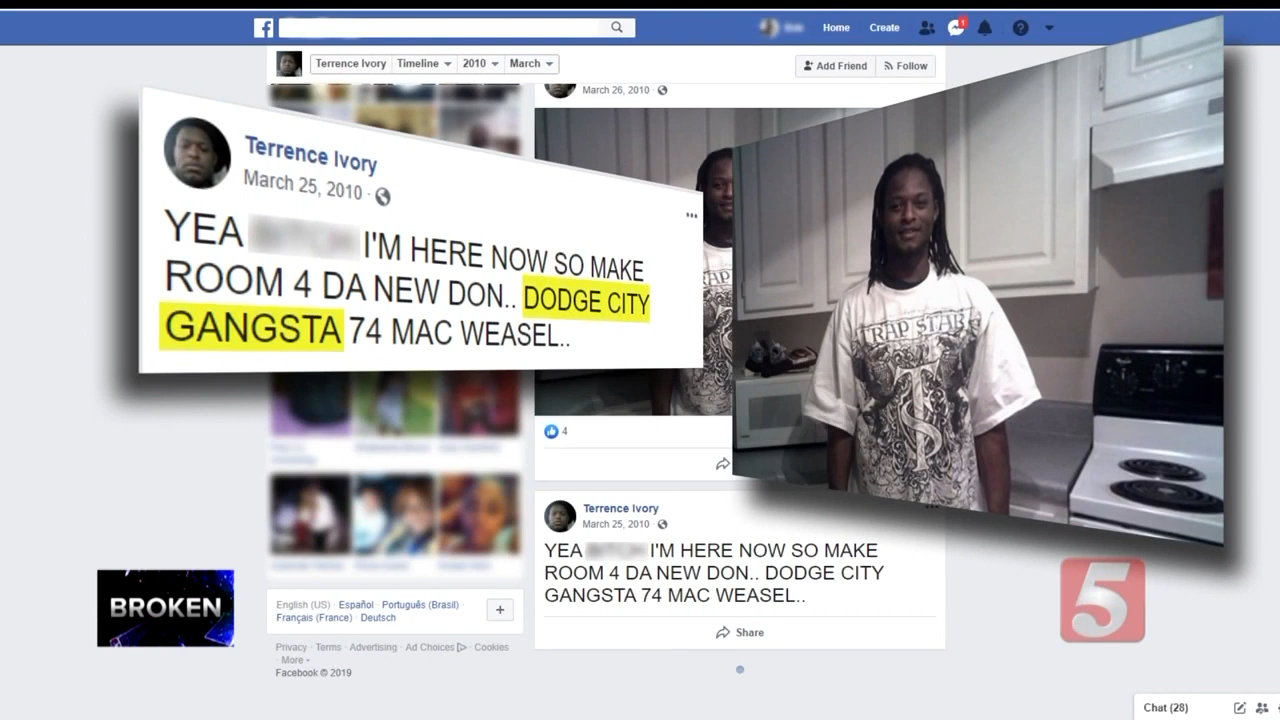 f
Home Create 1
Terrence Ivory Timeline 2010 March
Add Friend Follow
March 26, 2010
Terrence Ivory
March 25, 2010 ·
YEA I'M HERE NOW SO MAKE
ROOM 4 DA NEW DON.. DODGE CITY
GANGSTA 74 MAC WEASEL..
TRAP STARS
4
Terrence Ivory
March 25, 2010 ·
YEA I'M HERE NOW SO MAKE
ROOM 4 DA NEW DON.. DODGE CITY
GANGSTA 74 MAC WEASEL..
Share
English (US) · Español · Português (Brasil) ·
Français (France) · Deutsch
+
Privacy · Terms · Advertising · Ad Choices · Cookies
· More
Facebook © 2019
BROKEN
5
Chat (28)